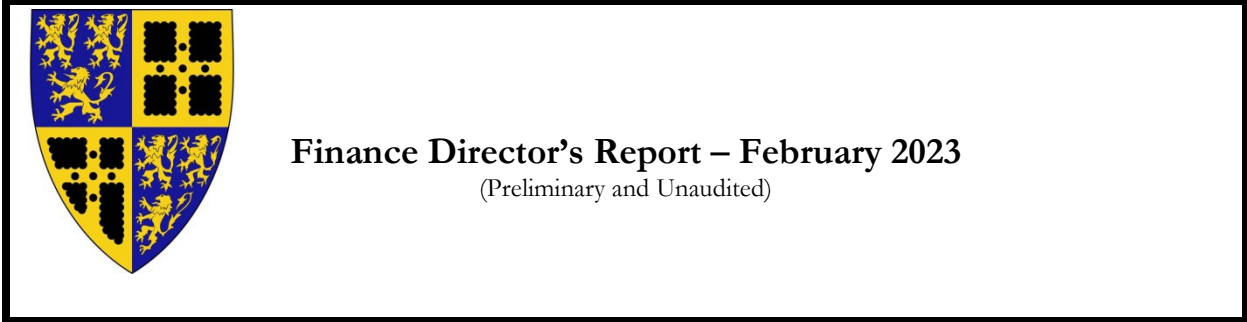 Finance Director’s Report – February 2023
(Preliminary and Unaudited)